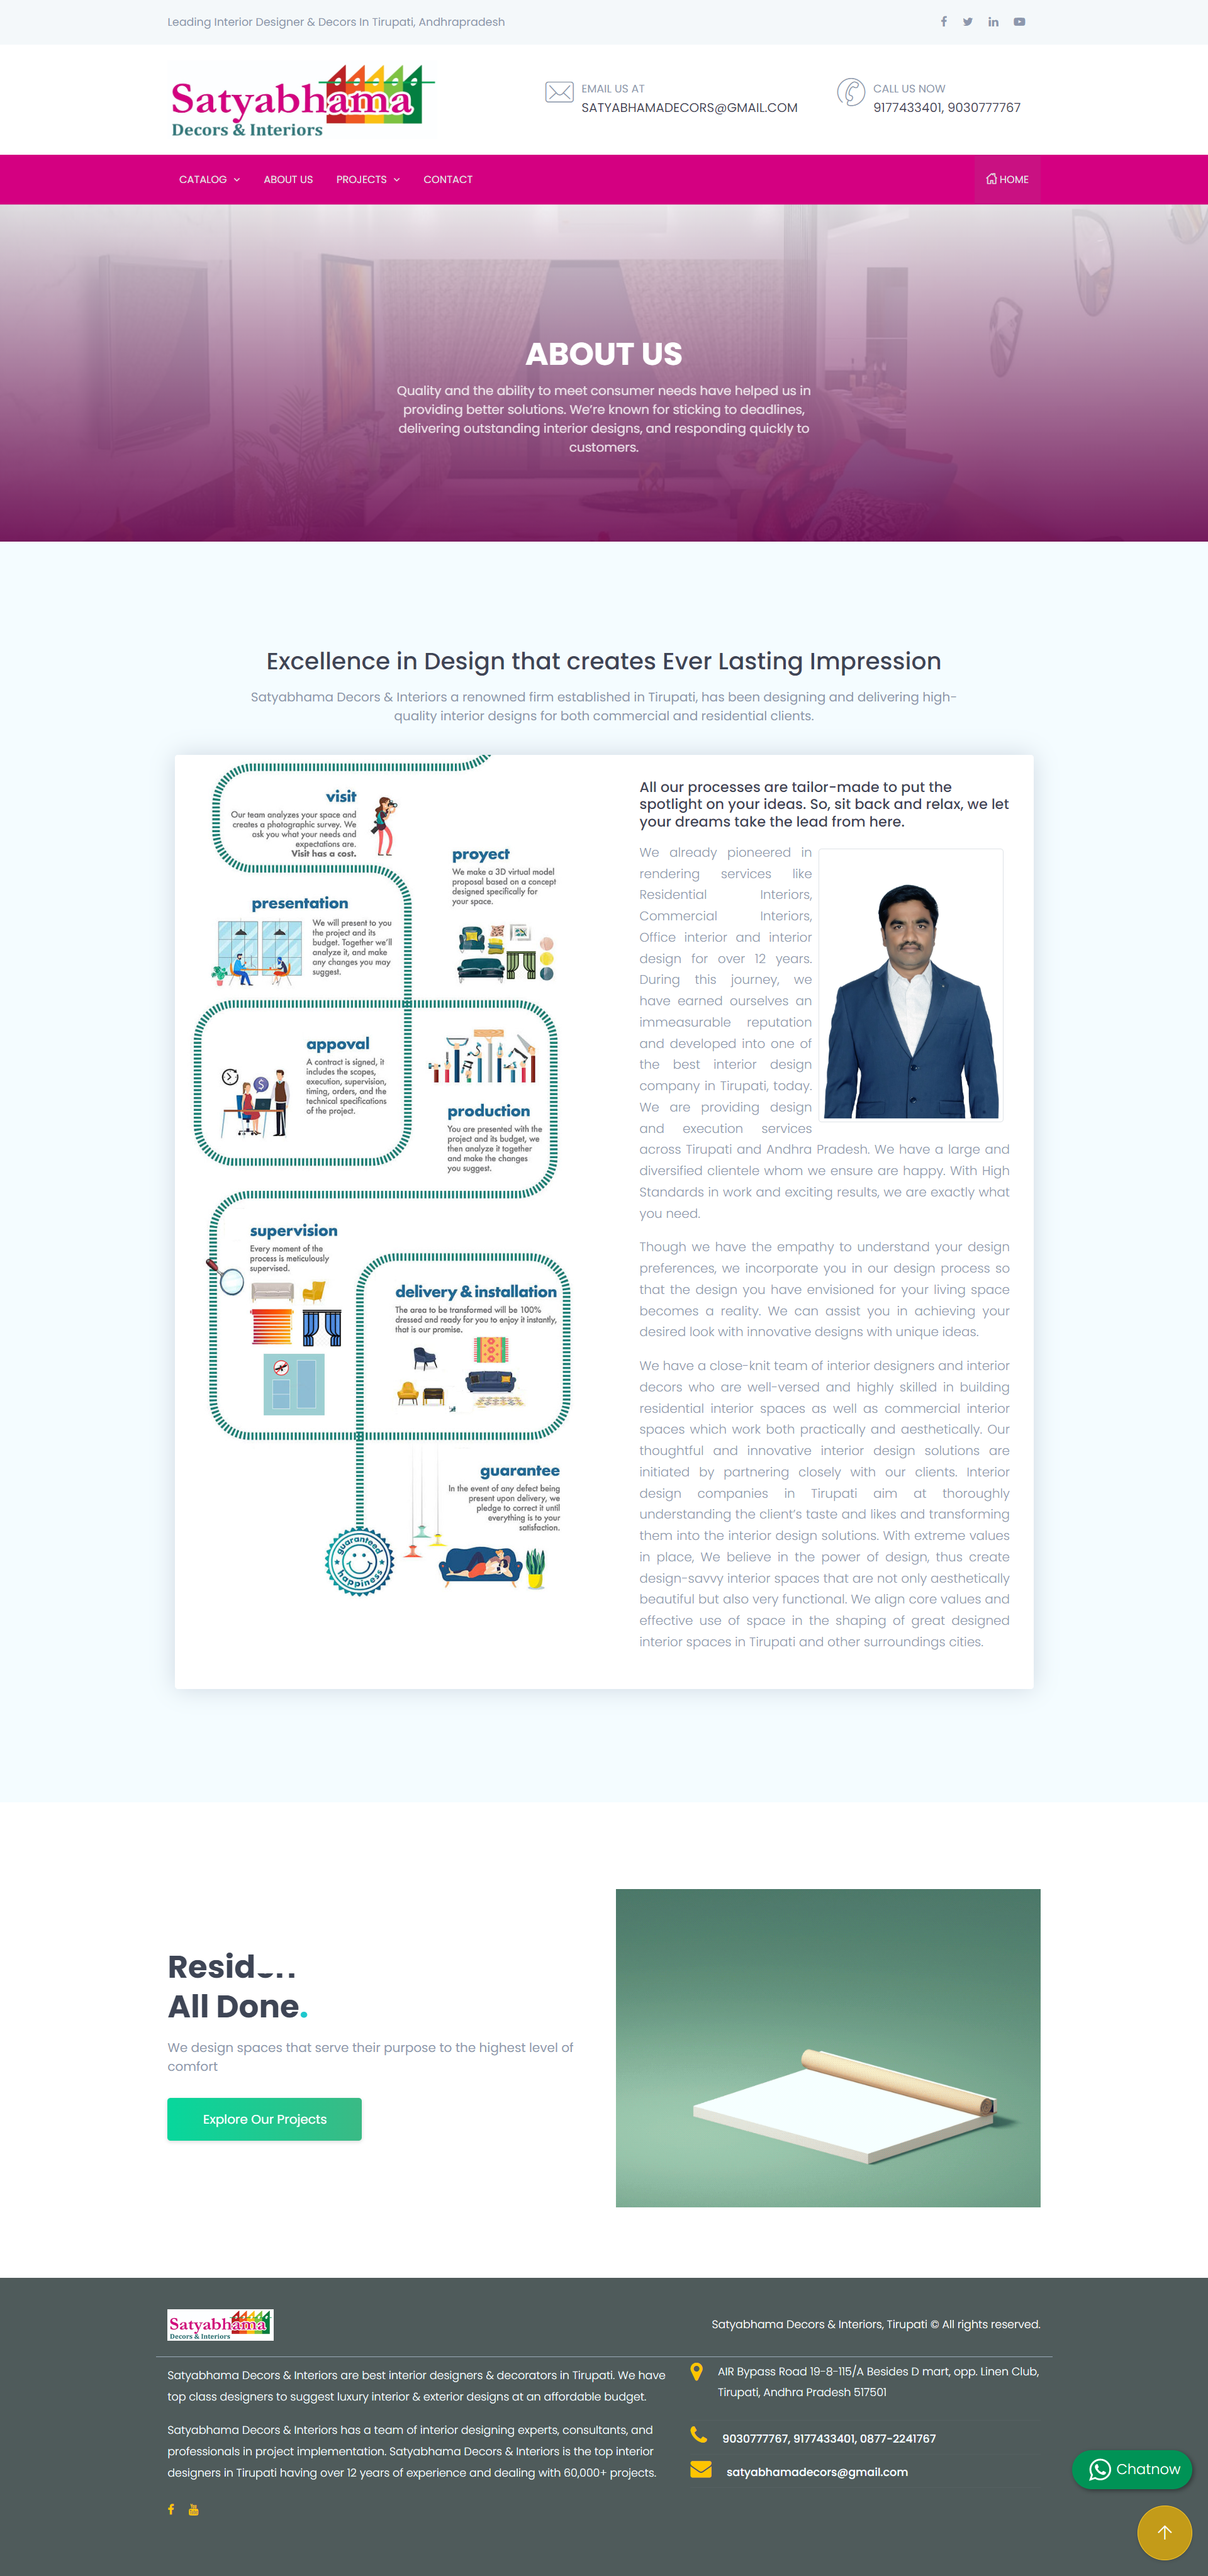 Leading Interior Designer & Decors In Tirupati, Andhrapradesh
Satyabhama
Decors & Interiors
EMAIL US AT
SATYABHAMADECORS@GMAIL.COM
CALL US NOW
9177433401, 9030777767
CATALOG
ABOUT US
PROJECTS
CONTACT
HOME
ABOUT US
Quality and the ability to meet consumer needs have helped us in
providing better solutions. We're known for sticking to deadlines,
delivering outstanding interior designs, and responding quickly to
customers.
Excellence in Design that creates Ever Lasting Impression
Satyabhama Decors & Interiors a renowned firm established in Tirupati, has been designing and delivering high-
quality interior designs for both commercial and residential clients.
visit
Our team analyzes your space and
creates a photographic survey. We
ask you what your needs and
expectations are.
Visit has a cost.
proyect
We make a 3D virtual model
proposal based on a concept
designed specifically for
your space.
presentation
We will present to you
the project and its
budget. Together we'll
analyze it, and make
any changes you may
suggest.
appoval
A contract is signed, it
includes the scopes,
execution, supervision,
timing, orders, and the
technical specifications
of the project.
$
production
You are presented with the
project and its budget, we
then analyze it together
and make the changes
you suggest.
supervision
Every moment of the
process is meticulously
supervised.
delivery & installation
The area to be transformed will be 100%
dressed and ready for you to enjoy it instantly,
that is our promise.
guarantee
In the event of any defect being
present upon delivery, we
pledge to correct it until
everything is to your
satisfaction.
guaranteed
happiness
All our processes are tailor-made to put the
spotlight on your ideas. So, sit back and relax, we let
your dreams take the lead from here.
We already pioneered in
rendering services like
Residential Interiors,
Commercial Interiors,
Office interior and interior
design for over 12 years.
During this journey, we
have earned ourselves an
immeasurable reputation
and developed into one of
the best interior design
company in Tirupati, today.
We are providing design
and execution services
across Tirupati and Andhra Pradesh. We have a large and
diversified clientele whom we ensure are happy. With High
Standards in work and exciting results, we are exactly what
you need.
Though we have the empathy to understand your design
preferences, we incorporate you in our design process so
that the design you have envisioned for your living space
becomes a reality. We can assist you in achieving your
desired look with innovative designs with unique ideas.
We have a close-knit team of interior designers and interior
decors who are well-versed and highly skilled in building
residential interior spaces as well as commercial interior
spaces which work both practically and aesthetically. Our
thoughtful and innovative interior design solutions are
initiated by partnering closely with our clients. Interior
design companies in Tirupati aim at thoroughly
understanding the client's taste and likes and transforming
them into the interior design solutions. With extreme values
in place, We believe in the power of design, thus create
design-savvy interior spaces that are not only aesthetically
beautiful but also very functional. We align core values and
effective use of space in the shaping of great designed
interior spaces in Tirupati and other surroundings cities.
Resid
All Done.
We design spaces that serve their purpose to the highest level of
comfort
Explore Our Projects
Satyabhama
Decors & Interiors
Satyabhama Decors & Interiors, Tirupati © All rights reserved.
Satyabhama Decors & Interiors are best interior designers & decorators in Tirupati. We have
top class designers to suggest luxury interior & exterior designs at an affordable budget.
Satyabhama Decors & Interiors has a team of interior designing experts, consultants, and
professionals in project implementation. Satyabhama Decors & Interiors is the top interior
designers in Tirupati having over 12 years of experience and dealing with 60,000+ projects.
AIR Bypass Road 19-8-115/A Besides D mart, opp. Linen Club,
Tirupati, Andhra Pradesh 517501
9030777767, 9177433401, 0877-2241767
satyabhamadecors@gmail.com
Chatnow